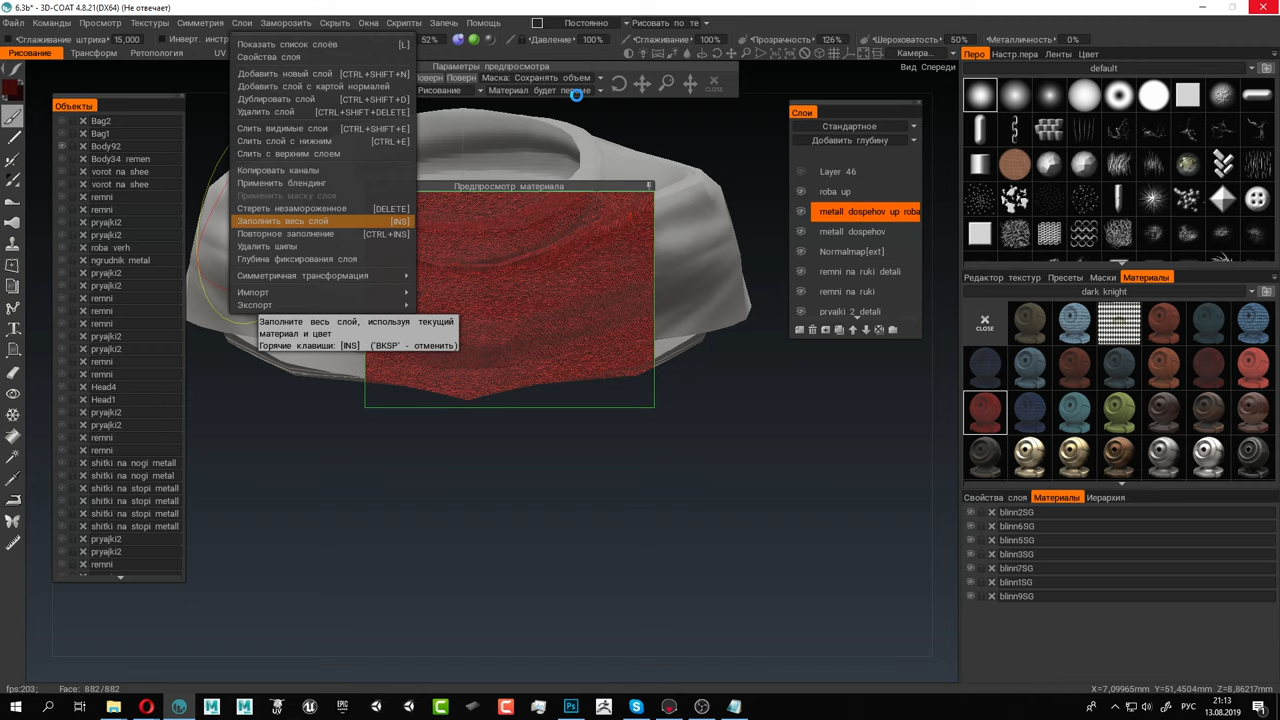 6.3b* - 3D-COAT 4.8.21(DX64) (Не отвечает)
Файл Команды Просмотр Текстуры Симметрия Слои Заморозить Скрыть Окна Скрипты Запечь Помощь Постоянно Рисовать по те
Сглаживание штриха 15,000 Инверт. инстр 52% Давление: 100% Сглаживание: 100% Прозрачность: 126% Шероховатость: 50% Металличность: 0%
Рисование Трансформ Ретопология UV
Камера...
Вид Спереди
Показать список слоёв [L]
Свойства слоя
Добавить новый слой [CTRL+SHIFT+N]
Добавить слой с картой нормалей
Дублировать слой [CTRL+SHIFT+D]
Удалить слой [CTRL+SHIFT+DELETE]
Слить видимые слои [CTRL+SHIFT+E]
Слить слой с нижним [CTRL+E]
Слить с верхним слоем
Копировать каналы
Применить блендинг
Применить маску слоя
Стереть незамороженное [DELETE]
Заполнить весь слой [INS]
Повторное заполнение [CTRL+INS]
Удалить шипы
Глубина фиксирования слоя
Симметричная трансформация
Импорт
Экспорт
Заполните весь слой, используя текущий
материал и цвет
Горячие клавиши: [INS] ('BKSP' - отменить)
Параметры предпросмотра
Поверн Поверн Маска: Сохранять объем
Рисование Материал будет переме
CLOSE
Предпросмотр материала
Объекты
Bag2
Bag1
Body92
Body34 remen
vorot na shee
vorot na shee
remni
remni
pryajki2
pryajki2
roba verh
ngrudnik metall
pryajki2
pryajki2
remni
remni
remni
pryajki2
pryajki2
remni
remni
Head4
Head1
pryajki2
pryajki2
remni
remni
shitki na nogi metall
shitki na nogi metal
shitki na stopi metall
shitki na stopi metall
shitki na stopi metall
pryajki2
pryajki2
remni
Слои
Стандартное
Добавить глубину
Layer 46
roba up
metall dospehov up roba
metall dospehov
Normalmap[ext]
remni na ruki detali
remni na ruki
pryajki 2_detali
Перо Настр.пера Ленты Цвет
default
Редактор текстур Пресеты Маски Материалы
dark knight
CLOSE
Свойства слоя Материалы Иерархия
blinn2SG
blinn6SG
blinn5SG
blinn3SG
blinn7SG
blinn1SG
blinn9SG
fps:203; Face: 882/882
X=7,09965mm Y=51,4504mm Z=8,86217mm
РУС
21:13
13.08.2019